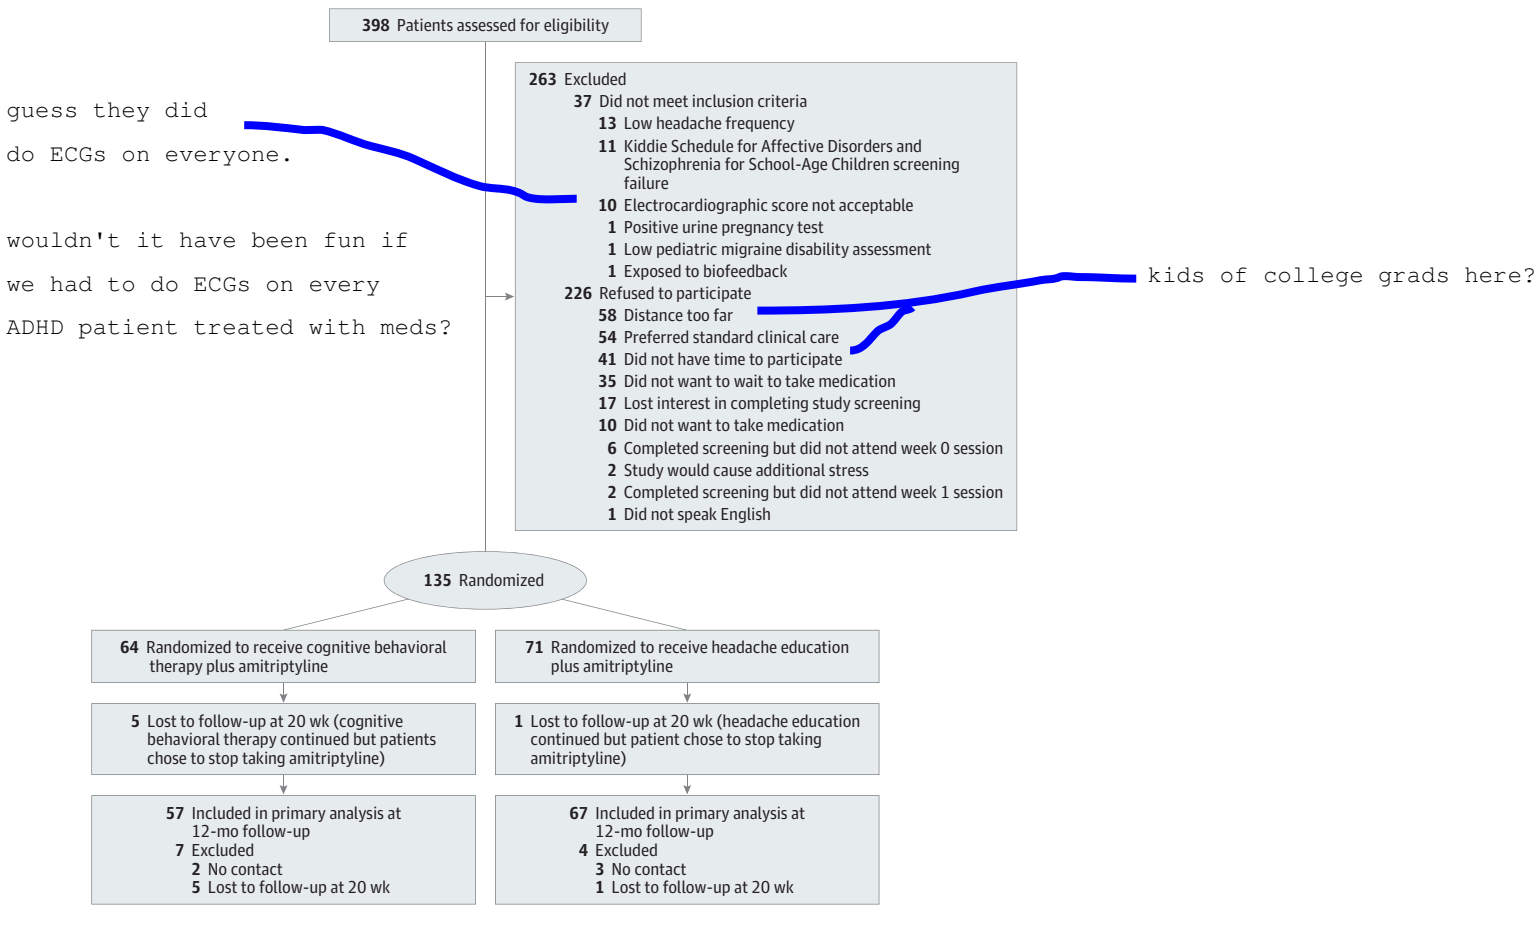 398 Patients assessed for eligibility
guess they did
do ECGs on everyone.
wouldn't it have been fun if
we had to do ECGs on every
ADHD patient treated with meds?
263 Excluded
37 Did not meet inclusion criteria
13 Low headache frequency
11 Kiddie Schedule for Affective Disorders and
Schizophrenia for School-Age Children screening
failure
10 Electrocardiographic score not acceptable
1 Positive urine pregnancy test
1 Low pediatric migraine disability assessment
1 Exposed to biofeedback
226 Refused to participate
58 Distance too far
54 Preferred standard clinical care
41 Did not have time to participate
35 Did not want to wait to take medication
17 Lost interest in completing study screening
10 Did not want to take medication
6 Completed screening but did not attend week 0 session
2 Study would cause additional stress
2 Completed screening but did not attend week 1 session
1 Did not speak English
kids of college grads here?
135 Randomized
64 Randomized to receive cognitive behavioral
therapy plus amitriptyline
71 Randomized to receive headache education
plus amitriptyline
5 Lost to follow-up at 20 wk (cognitive
behavioral therapy continued but patients
chose to stop taking amitriptyline)
1 Lost to follow-up at 20 wk (headache education
continued but patient chose to stop taking
amitriptyline)
57 Included in primary analysis at
12-mo follow-up
7 Excluded
2 No contact
5 Lost to follow-up at 20 wk
67 Included in primary analysis at
12-mo follow-up
4 Excluded
3 No contact
1 Lost to follow-up at 20 wk